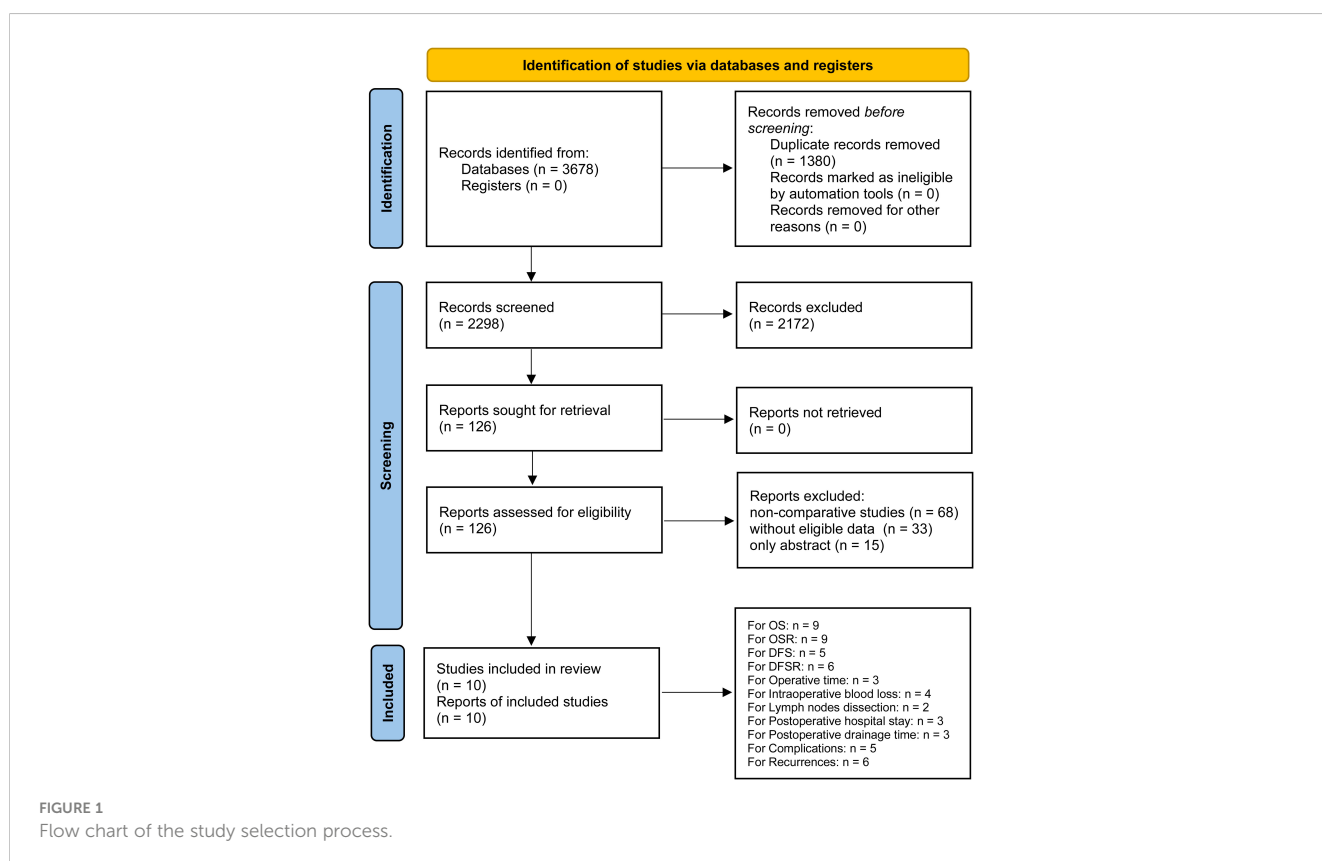 Identification of studies via databases and registers
Identification
Records identified from:
Databases (n = 3678)
Registers (n = 0)
Records removed before
screening:
Duplicate records removed
(n = 1380)
Records marked as ineligible
by automation tools (n = 0)
Records removed for other
reasons (n = 0)
Screening
Records screened
(n = 2298)
Records excluded
(n = 2172)
Reports sought for retrieval
(n = 126)
Reports not retrieved
(n = 0)
Reports assessed for eligibility
(n = 126)
Reports excluded:
non-comparative studies (n = 68)
without eligible data (n = 33)
only abstract (n = 15)
Included
Studies included in review
(n = 10)
Reports of included studies
(n = 10)
For OS: n = 9
For OSR: n = 9
For DFS: n = 5
For DFSR: n = 6
For Operative time: n = 3
For Intraoperative blood loss: n = 4
For Lymph nodes dissection: n = 2
For Postoperative hospital stay: n = 3
For Postoperative drainage time: n = 3
For Complications: n = 5
For Recurrences: n = 6
FIGURE 1
Flow chart of the study selection process.